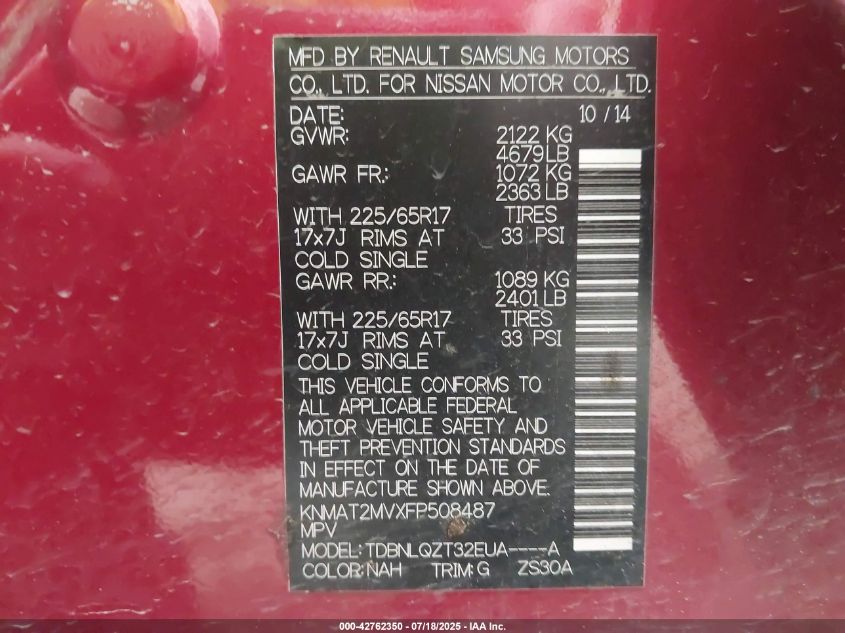 MFD BY RENAULT SAMSUNG MOTORS
CO., LTD. FOR NISSAN MOTOR CO., LTD.
DATE: 10 / 14
GVWR: 2122 KG
4679 LB
GAWR FR.: 1072 KG
2363 LB
WITH 225/65R17 TIRES
17x7J RIMS AT 33 PSI
COLD SINGLE
GAWR RR.: 1089 KG
2401 LB
WITH 225/65R17 TIRES
17x7J RIMS AT 33 PSI
COLD SINGLE
THIS VEHICLE CONFORMS TO
ALL APPLICABLE FEDERAL
MOTOR VEHICLE SAFETY AND
THEFT PREVENTION STANDARDS
IN EFFECT ON THE DATE OF
MANUFACTURE SHOWN ABOVE.
KNMAT2MVXFP508487
MPV
MODEL: TDBNLQZT32EUA----A
COLOR: NAH TRIM: G ZS30A
000-42762350 - 07/18/2025 - IAA Inc.